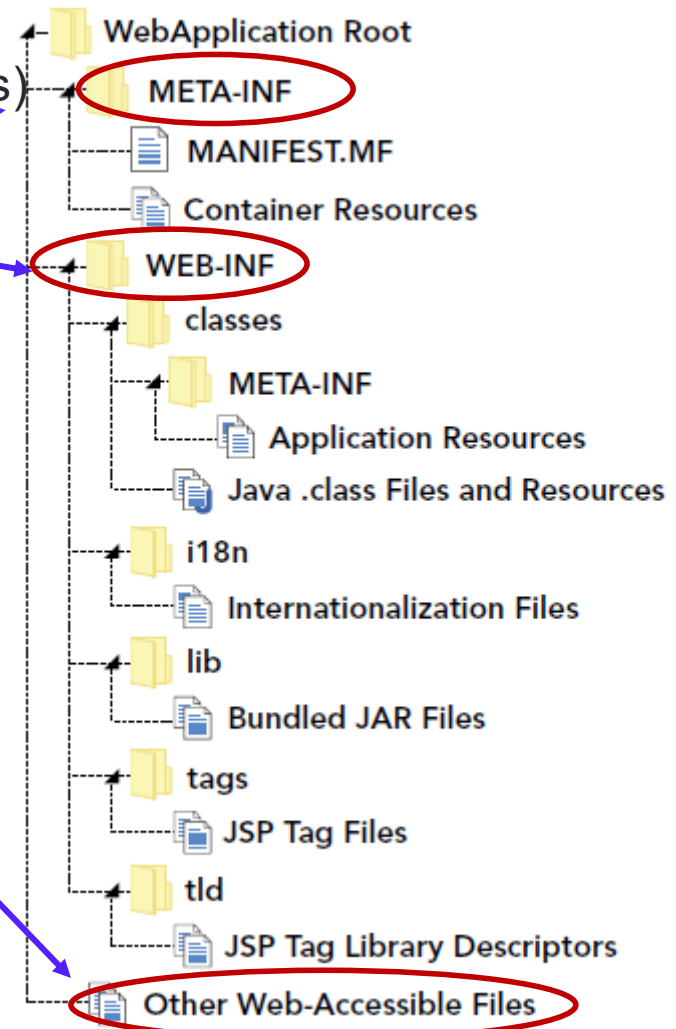 WebApplication Root
s)
META-INF
MANIFEST.MF
Container Resources
WEB-INF
classes
META-INF
Application Resources
Java .class Files and Resources
i18n
Internationalization Files
lib
Bundled JAR Files
tags
JSP Tag Files
tld
JSP Tag Library Descriptors
Other Web-Accessible Files